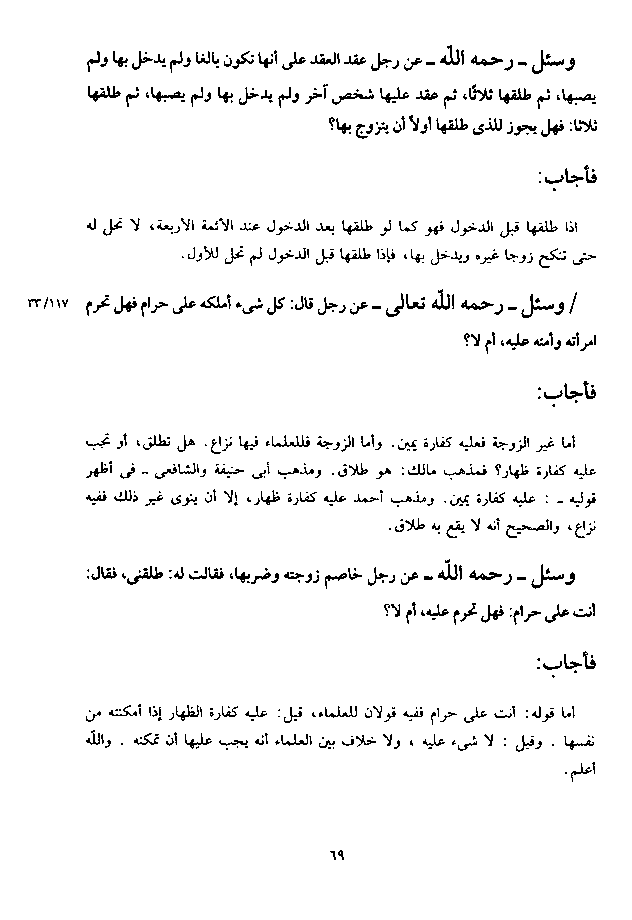 وسئل ـ رحمه الله ـ عن رجل عقد العقد على أنها تكون بالغا ولم يدخل بها ولم
يصبها، ثم طلقها ثلاثًا، ثم عقد عليها شخص آخر ولم يدخل بها ولم يصبها، ثم طلقها
ثلاثا: فهل يجوز للذى طلقها أولاً أن يتزوج بها؟
فأجاب:
اذا طلقها قبل الدخول فهو كما لو طلقها بعد الدخول عند الأئمة الأربعة، لا تحل له
حتى تنكح زوجا غيره ويدخل بها، فإذا طلقها قبل الدخول لم تحل للأول.
/ وسئل ـ رحمه الله تعالى ـ عن رجل قال: كل شىء أملكه على حرام فهل تحرم ٣٣/١١٧
امرأته وأمته عليه، أم لا؟
فأجاب:
أما غير الزوجة فعليه كفارة يمين. وأما الزوجة فللعلماء فيها نزاع. هل تطلق، أو تجب
عليه كفارة ظهار؟ فمذهب مالك: هو طلاق. ومذهب أبى حنيفة والشافعى ـ فى أظهر
قوليه ـ : عليه كفارة يمين. ومذهب أحمد عليه كفارة ظهار، إلا أن ينوى غير ذلك ففيه
نزاع، والصحيح أنه لا يقع به طلاق.
وسئل ـ رحمه الله ـ عن رجل خاصم زوجته وضربها، فقالت له: طلقنى، فقال:
أنت على حرام: فهل تحرم عليه، أم لا؟
فأجاب:
أما قوله: أنت على حرام ففيه قولان للعلماء، قيل: عليه كفارة الظهار إذا أمكنته من
نفسها . وقيل : لا شىء عليه ، ولا خلاف بين العلماء أنه يجب عليها أن تمكنه . والله
أعلم.
٦٩